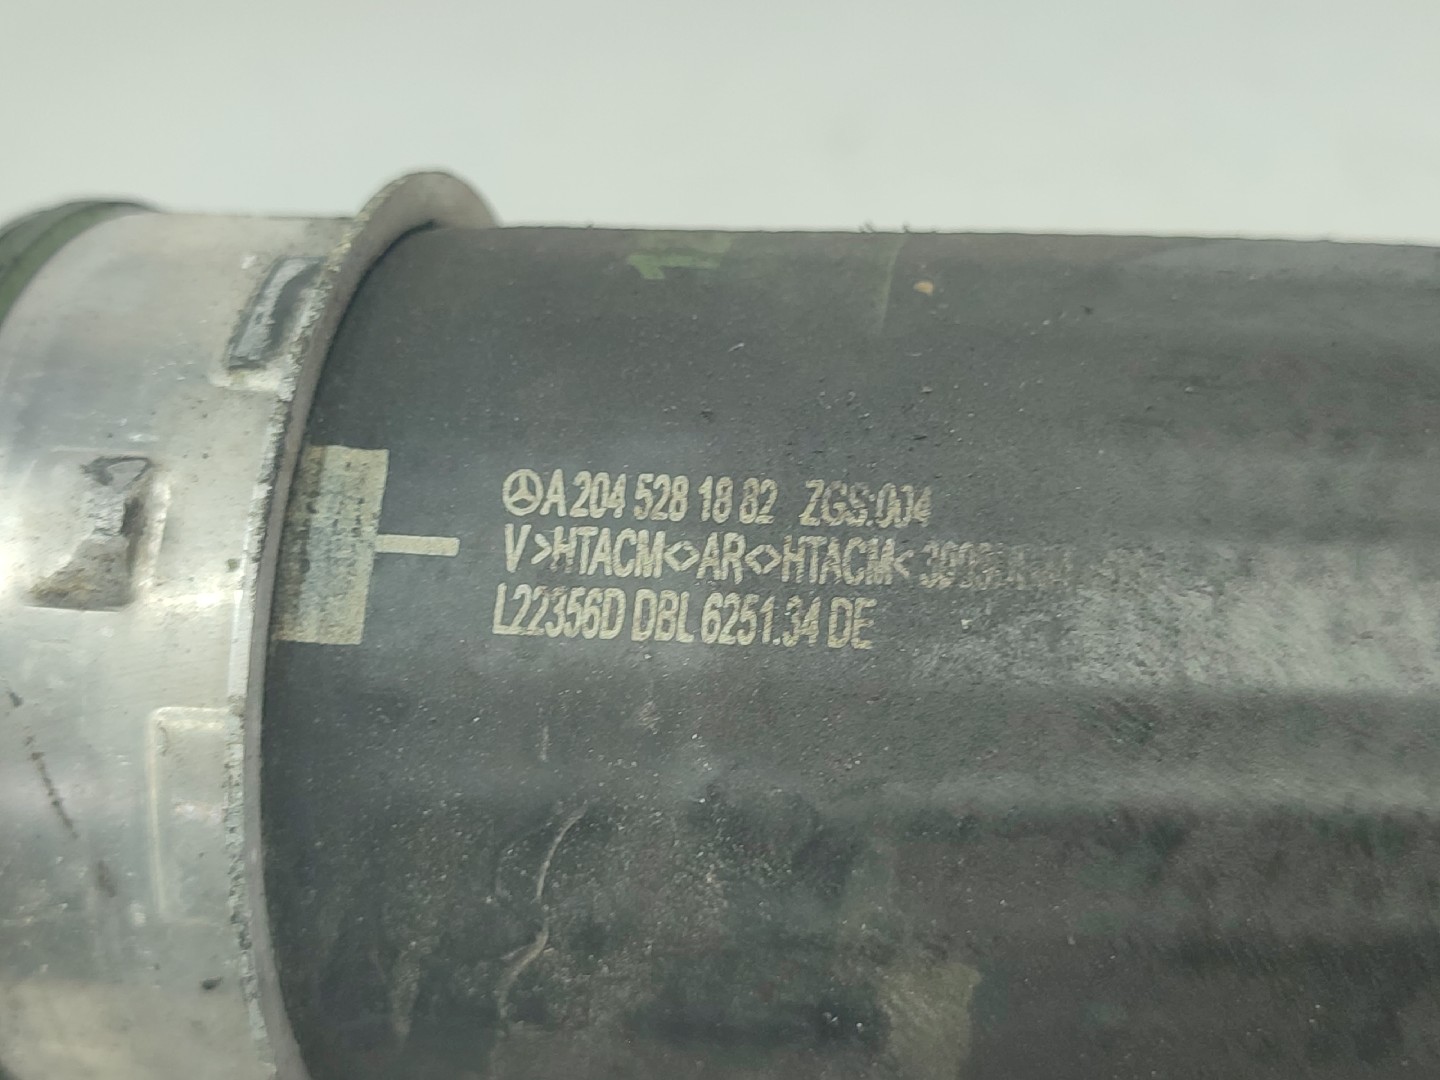 A 204 528 18 82 ZGS:004
V>HTACM<>AR<>HTACM<
L22356D DBL 6251.34 DE